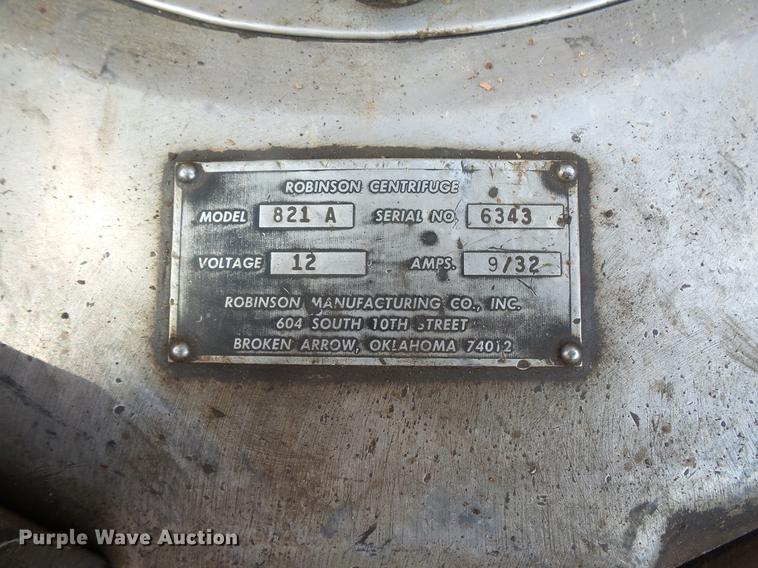 ROBINSON CENTRIFUGE
MODEL 821 A SERIAL NO. 6343
VOLTAGE 12 AMPS. 9/32
ROBINSON MANUFACTURING CO., INC.
604 SOUTH 10TH STREET
BROKEN ARROW, OKLAHOMA 74012
Purple Wave Auction®